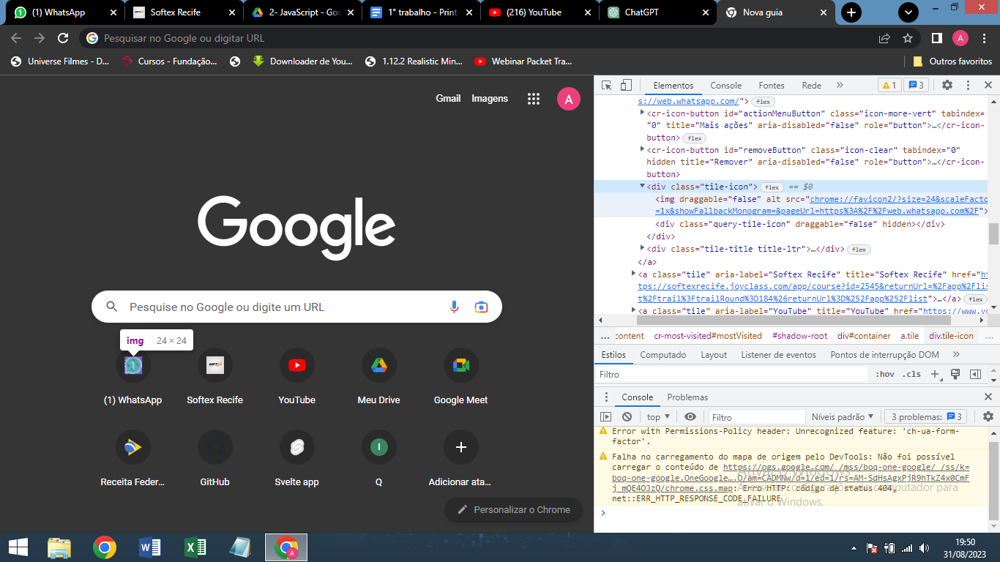 (1) WhatsApp
Softex Recife
2- JavaScript - Goo
1° trabalho - Print
(216) YouTube
ChatGPT
Nova guia
Pesquisar no Google ou digitar URL
A
Universe Filmes - D...
Cursos - Fundação...
Downloader de You...
1.12.2 Realistic Min...
Webinar Packet Tra...
Outros favoritos
Gmail
Imagens
A
Google
Pesquise no Google ou digite um URL
img 24 × 24
(1) WhatsApp
Softex Recife
YouTube
Meu Drive
Google Meet
Receita Feder...
GitHub
Svelte app
I
Q
Adicionar ata...
Personalizar o Chrome
Elementos
Console
Fontes
Rede
»
1
3
s://web.whatsapp.com/"> flex
<cr-icon-button id="actionMenuButton" class="icon-more-vert" tabindex=
"0" title="Mais ações" aria-disabled="false" role="button">…</cr-icon-
button> flex
<cr-icon-button id="removeButton" class="icon-clear" tabindex="0"
hidden title="Remover" aria-disabled="false" role="button">…</cr-icon-
button>
<div class="tile-icon"> flex == $0
<img draggable="false" alt src="chrome://favicon2/?size=24&scaleFacto
=1x&showFallbackMonogram=&pageUrl=https%3A%2F%2Fweb.whatsapp.com%2F">
<div class="query-tile-icon" draggable="false" hidden></div>
</div>
<div class="tile-title title-ltr">…</div> flex
</a>
<a class="tile" aria-label="Softex Recife" title="Softex Recife" href="ht
tps://softexrecife.joyclass.com/app/course?id=2545&returnUrl=%2Fapp%2Flis
t%2Ftrail%3FtrailRound%3D184%26returnUrl%3D%252Fapp%252Flist">…</a> flex
<a class="tile" aria-label="YouTube" title="YouTube" href="https://www.yo
... content
cr-most-visited#mostVisited
#shadow-root
div#container
a.tile
div.tile-icon
...
Estilos
Computado
Layout
Listener de eventos
Pontos de interrupção DOM
»
Filtro
:hov
.cls
Console
Problemas
top
Filtro
Níveis padrão
3 problemas: 3
Error with Permissions-Policy header: Unrecognized feature: 'ch-ua-form-
factor'.
Falha no carregamento do mapa de origem pelo DevTools: Não foi possível
carregar o conteúdo de https://ogs.google.com/_/mss/boq-one-google/_/ss/k=
boq-one-google.OneGoogle….O/am=CADMNw/d=1/ed=1/rs=AM-SdHsAgxPjR9hTkZ4x0CmF
j_mQE4OJzQ/chrome.css.map: Erro HTTP: código de status 404,
net::ERR_HTTP_RESPONSE_CODE_FAILURE
Ativar o Windows
Acesse as configurações do computador para
ativar o Windows.
19:50
31/08/2023